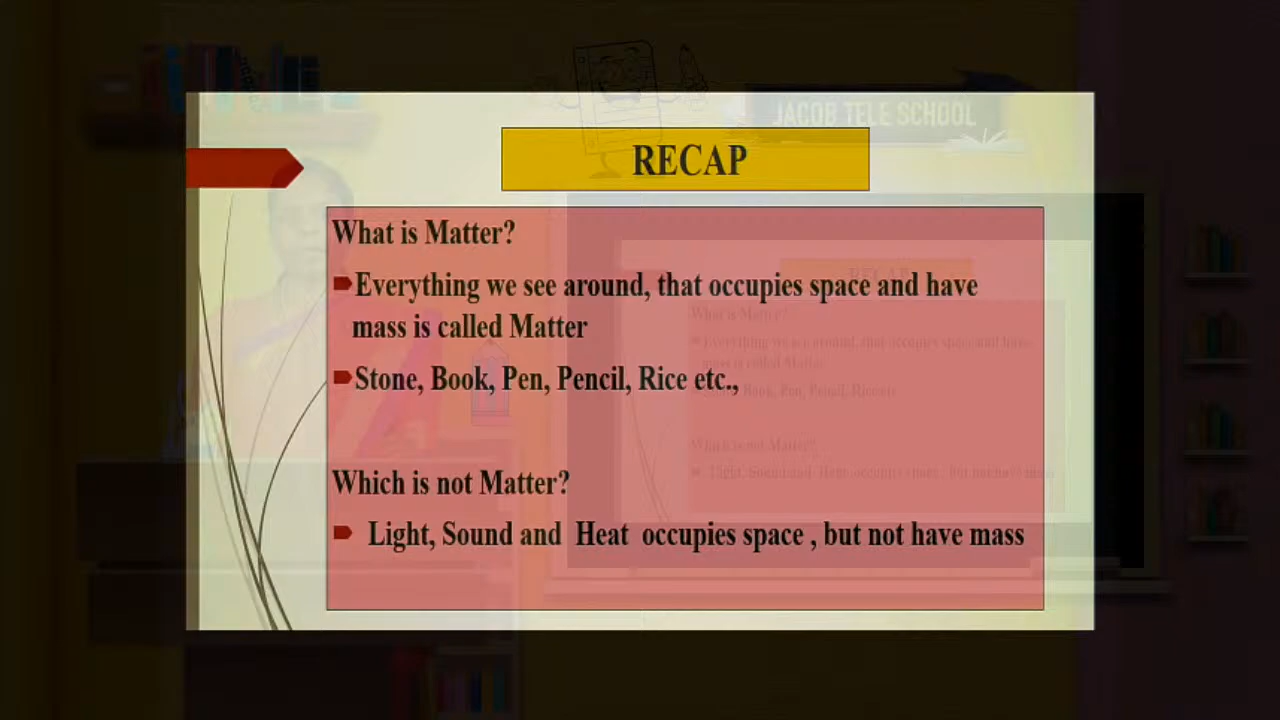 JACOB TELE SCHOOL
RECAP
What is Matter?
Everything we see around, that occupies space and have
mass is called Matter
Stone, Book, Pen, Pencil, Rice etc.,
Which is not Matter?
Light, Sound and Heat occupies space , but not have mass